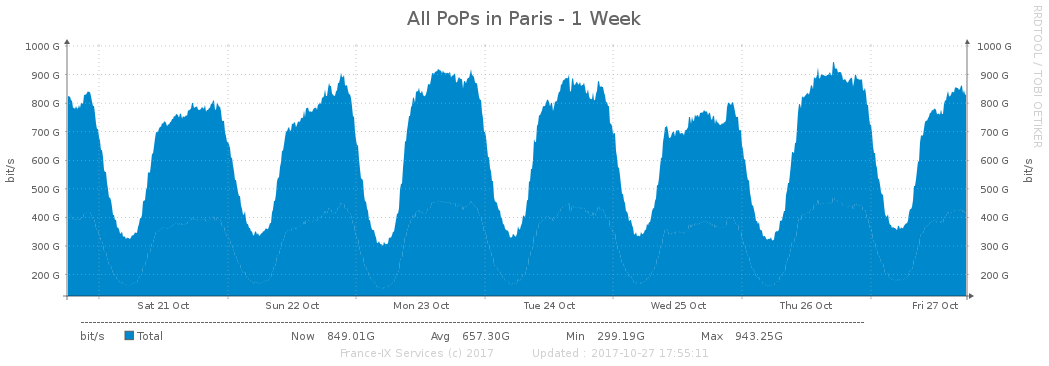 All PoPs in Paris - 1 Week
RRDTOOL / TOBI OETIKER
1000 G 1000 G
900 G 900 G
800 G 800 G
700 G 700 G
600 G 600 G
500 G 500 G
400 G 400 G
300 G 300 G
200 G 200 G
bit/s bit/s
Sat 21 Oct Sun 22 Oct Mon 23 Oct Tue 24 Oct Wed 25 Oct Thu 26 Oct Fri 27 Oct
bit/s Total Now 849.01G Avg 657.30G Min 299.19G Max 943.25G
France-IX Services (c) 2017 Updated : 2017-10-27 17:55:11